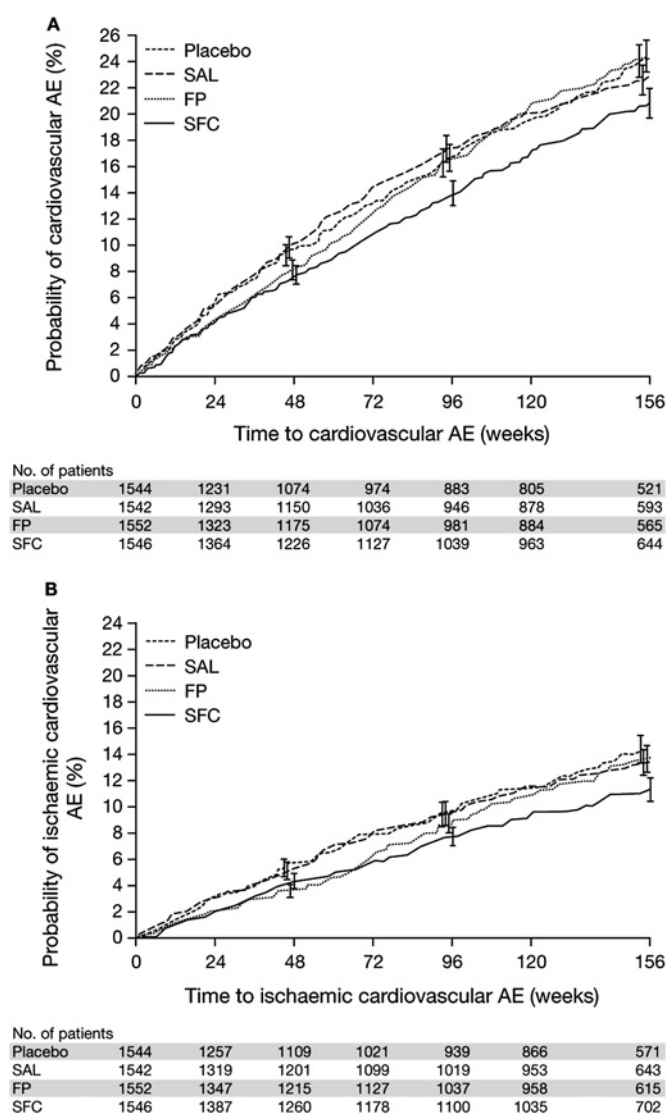 A
Probability of cardiovascular AE (%)
26
24
22
20
18
16
14
12
10
8
6
4
2
0
Placebo
SAL
FP
SFC
0 24 48 72 96 120 156
Time to cardiovascular AE (weeks)
No. of patients
Placebo 1544 1231 1074 974 883 805 521
SAL 1542 1293 1150 1036 946 878 593
FP 1552 1323 1175 1074 981 884 565
SFC 1546 1364 1226 1127 1039 963 644
B
Probability of ischaemic cardiovascular
AE (%)
24
22
20
18
16
14
12
10
8
6
4
2
0
Placebo
SAL
FP
SFC
0 24 48 72 96 120 156
Time to ischaemic cardiovascular AE (weeks)
No. of patients
Placebo 1544 1257 1109 1021 939 866 571
SAL 1542 1319 1201 1099 1019 953 643
FP 1552 1347 1215 1127 1037 958 615
SFC 1546 1387 1260 1178 1100 1035 702